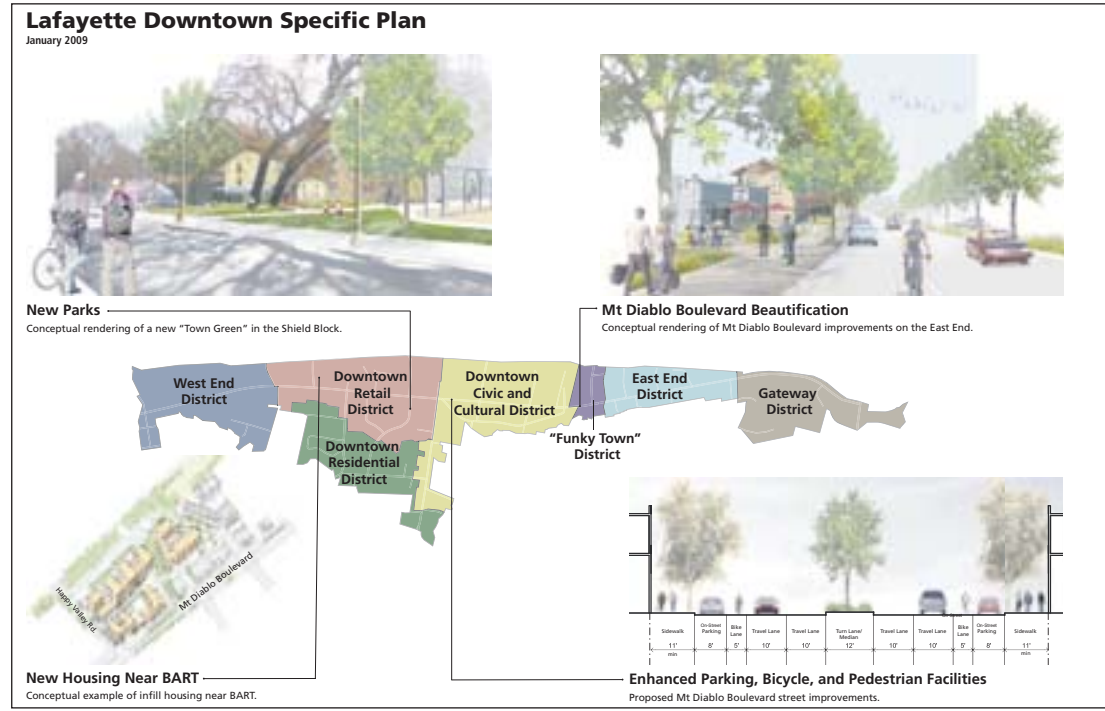 Lafayette Downtown Specific Plan
January 2009
New Parks
Conceptual rendering of a new “Town Green” in the Shield Block.
Mt Diablo Boulevard Beautification
Conceptual rendering of Mt Diablo Boulevard improvements on the East End.
West End
District
Downtown
Retail
District
Downtown
Civic and
Cultural District
East End
District
Gateway
District
“Funky Town”
District
Downtown
Residential
District
Happy Valley Rd.
Mt Diablo Boulevard
Sidewalk
11'
min
On-Street
Parking
8'
Bike
Lane
5'
Travel Lane
10'
Travel Lane
10'
Turn Lane/
Median
12'
Travel Lane
10'
Travel Lane
10'
Bike
Lane
5'
On-Street
Parking
8'
Sidewalk
11'
min
New Housing Near BART
Conceptual example of infill housing near BART.
Enhanced Parking, Bicycle, and Pedestrian Facilities
Proposed Mt Diablo Boulevard street improvements.